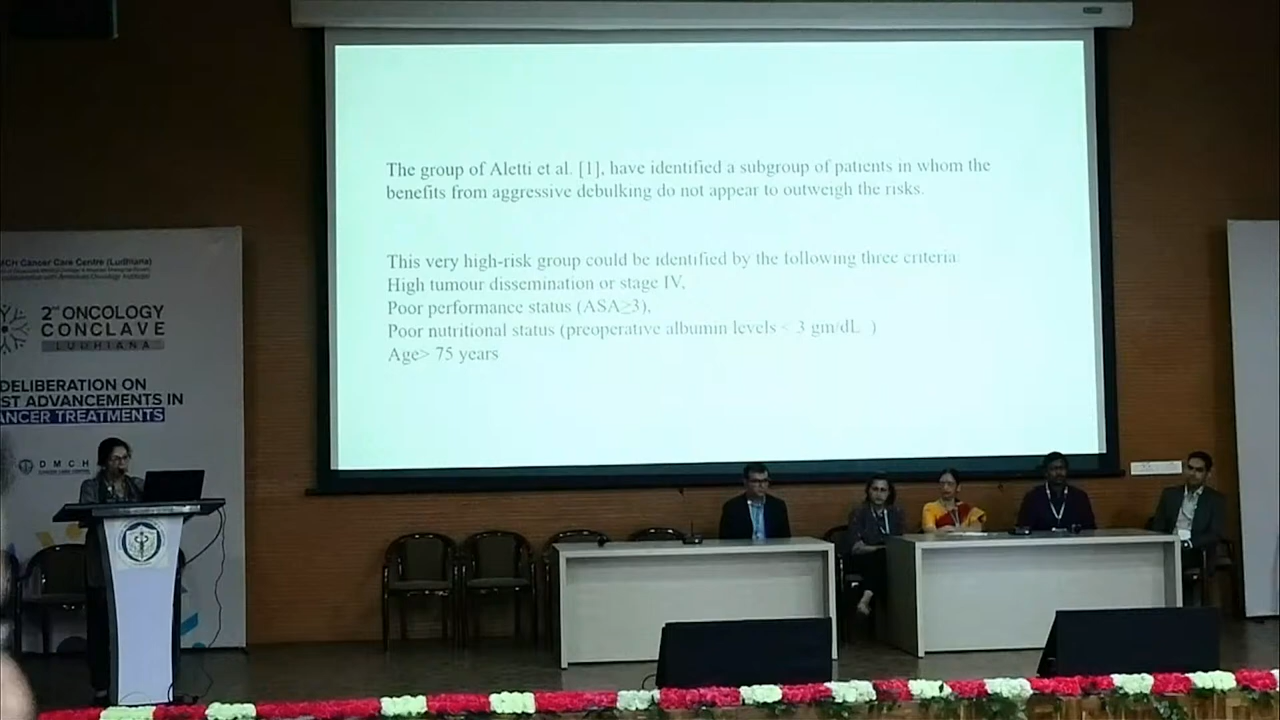 The group of Aletti et al. [1], have identified a subgroup of patients in whom the
benefits from aggressive debulking do not appear to outweigh the risks.
This very high-risk group could be identified by the following three criteria:
High tumour dissemination or stage IV,
Poor performance status (ASA≥3),
Poor nutritional status (preoperative albumin levels < 3 gm/dL )
Age> 75 years
MCH Cancer Care Centre (Ludhiana)
2nd ONCOLOGY
CONCLAVE
LUDHIANA
DELIBERATION ON
ST ADVANCEMENTS IN
ANCER TREATMENTS
DMCH